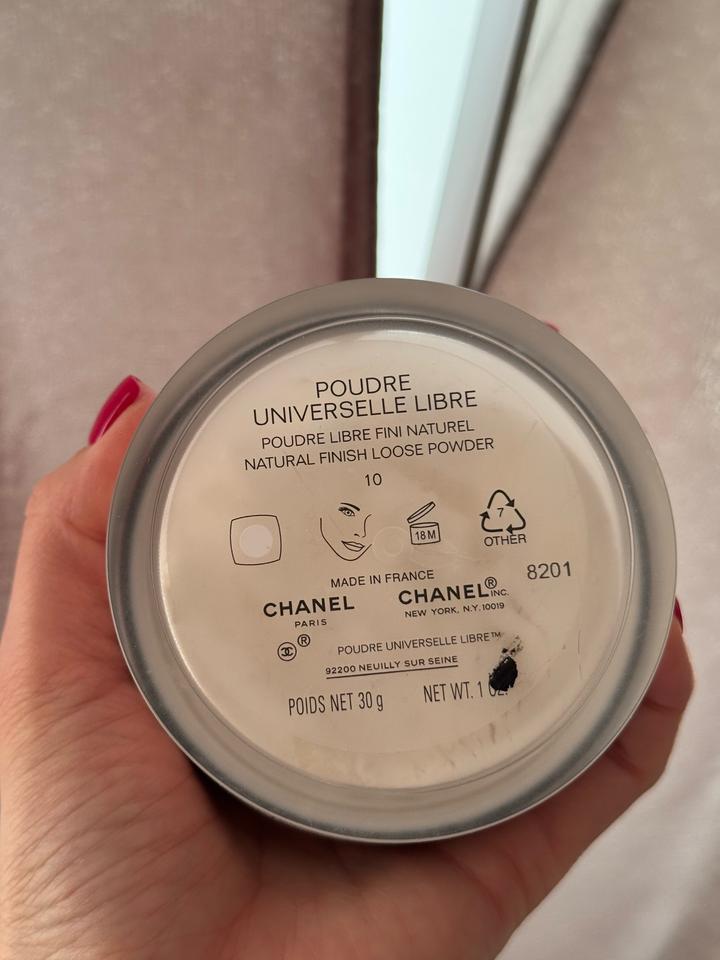 POUDRE
UNIVERSELLE LIBRE
POUDRE LIBRE FINI NATUREL
NATURAL FINISH LOOSE POWDER
10
18 M
7
OTHER
8201
MADE IN FRANCE
CHANEL
PARIS
CHANEL® INC.
NEW YORK, N.Y. 10019
®
POUDRE UNIVERSELLE LIBRE™
92200 NEUILLY SUR SEINE
POIDS NET 30 g NET WT. 1